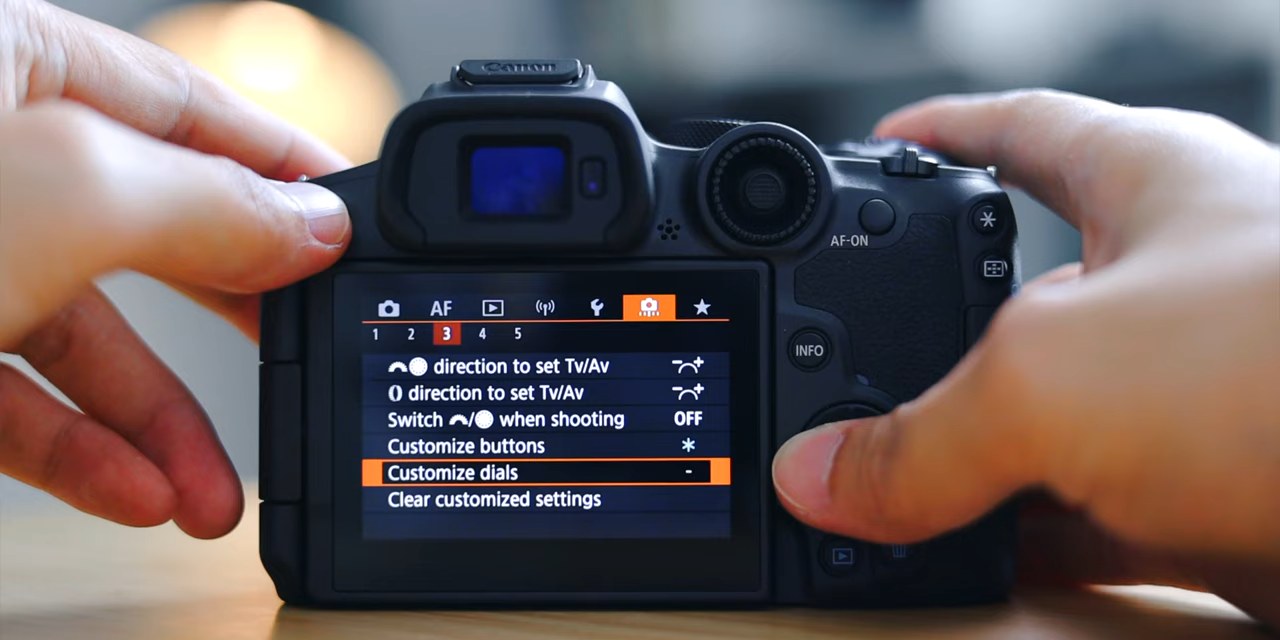 Canon
AF-ON
INFO
AF
1 2 3 4 5
direction to set Tv/Av
direction to set Tv/Av
Switch / when shooting OFF
Customize buttons *
Customize dials -
Clear customized settings